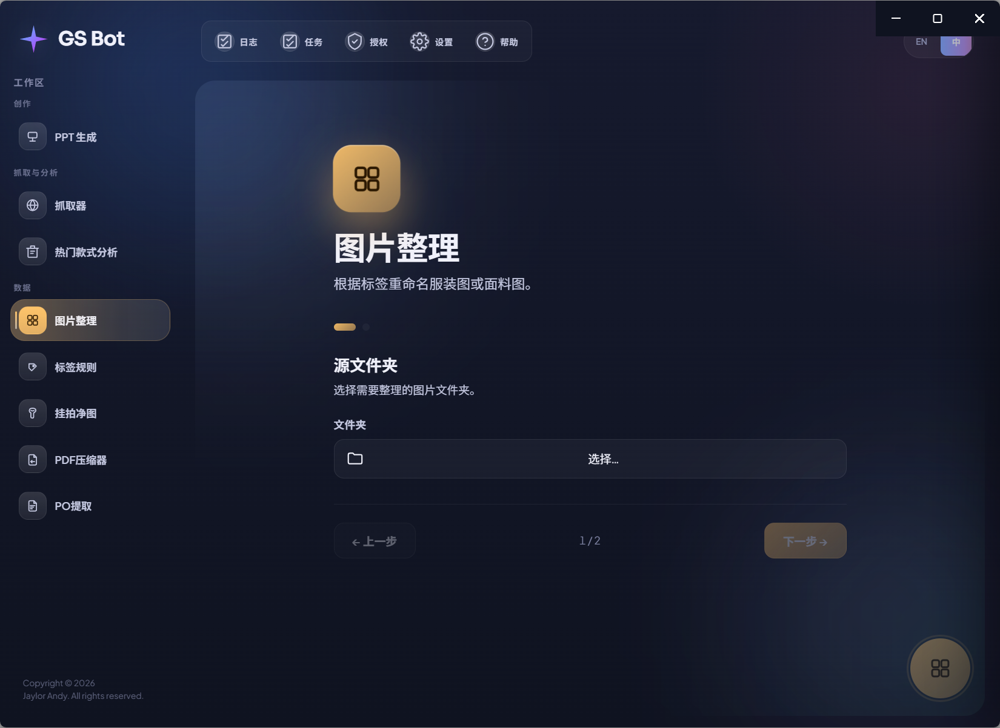 GS Bot
日志
任务
授权
设置
帮助
EN
中
工作区
创作
PPT 生成
抓取与分析
抓取器
热门款式分析
数据
图片整理
标签规则
挂拍净图
PDF压缩器
PO提取
图片整理
根据标签重命名服装图或面料图。
源文件夹
选择需要整理的图片文件夹。
文件夹
选择...
← 上一步
1/2
下一步 →
Copyright © 2026
Jaylor Andy. All rights reserved.